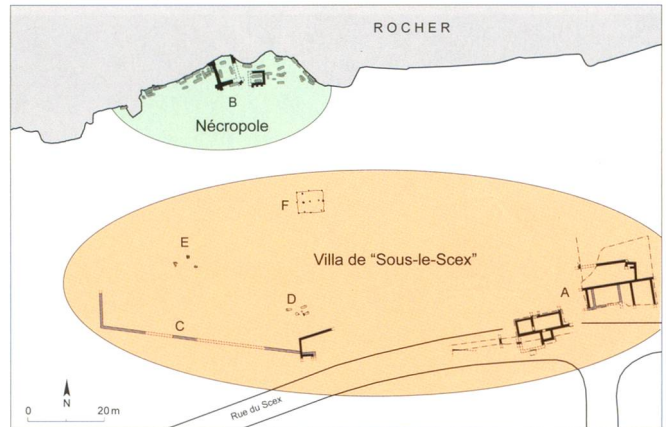 ROCHER
B
Nécropole
F
E
Villa de “Sous-le-Scex”
A
D
C
N
0 20 m
Rue du Scex